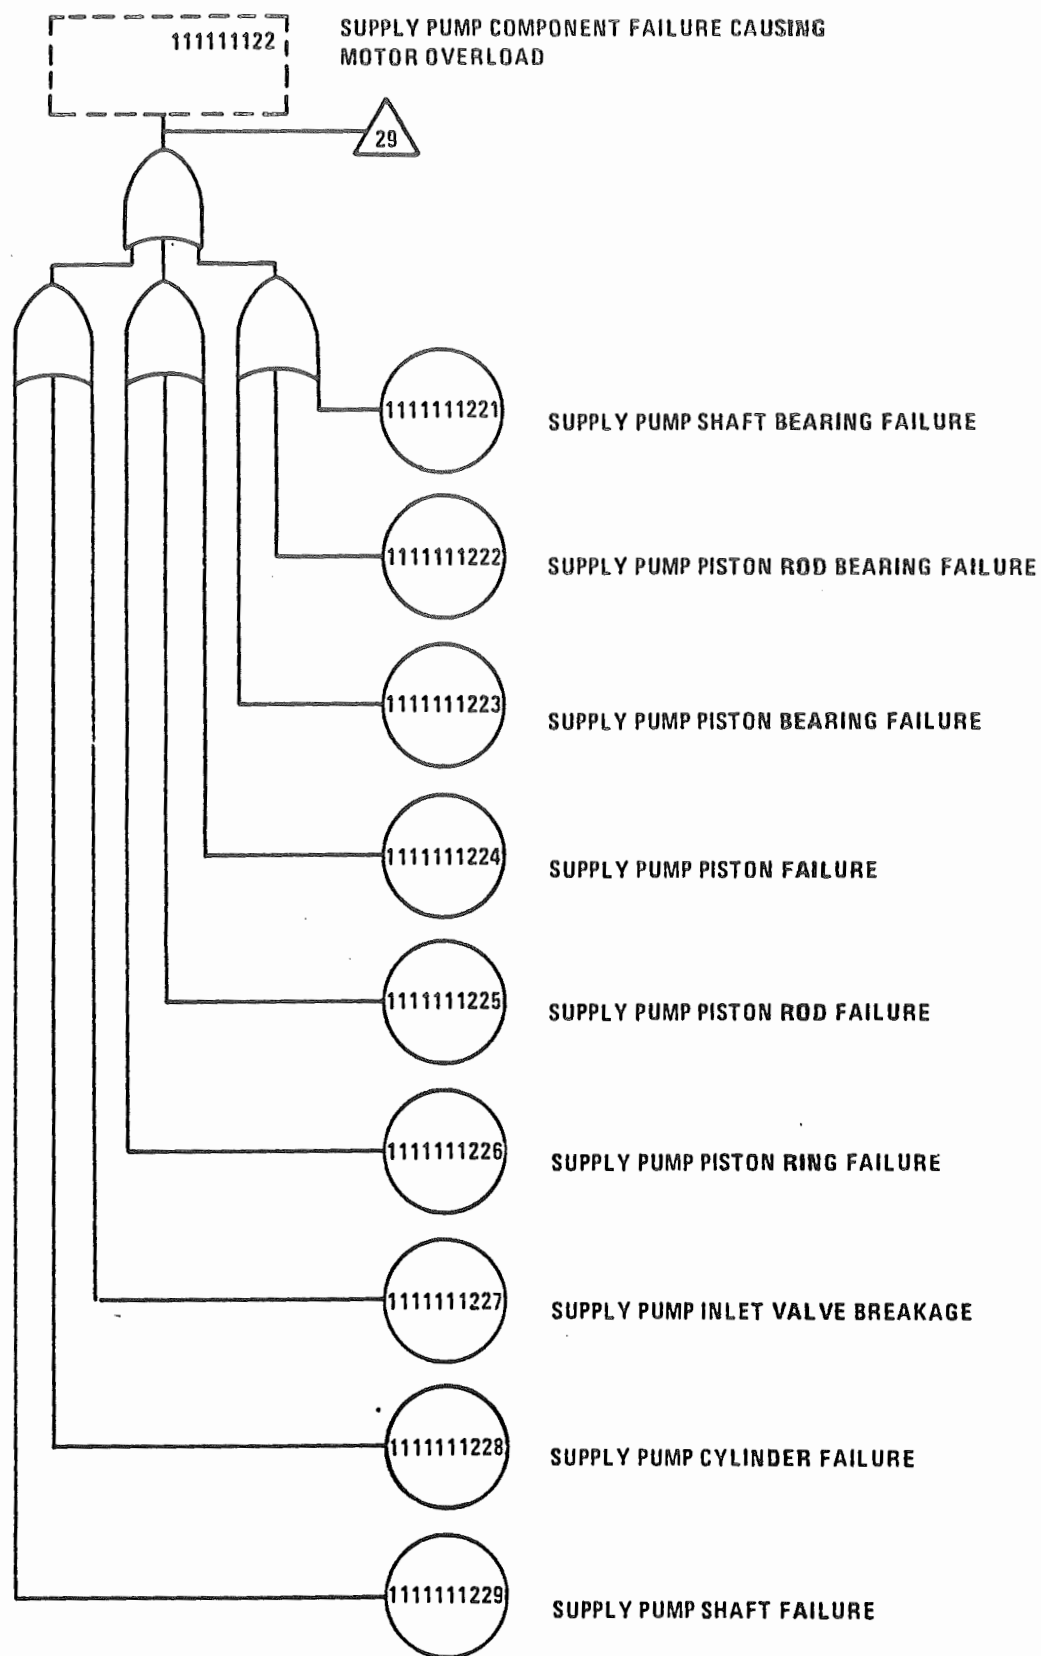 111111122
SUPPLY PUMP COMPONENT FAILURE CAUSING
MOTOR OVERLOAD
29
1111111221
SUPPLY PUMP SHAFT BEARING FAILURE
1111111222
SUPPLY PUMP PISTON ROD BEARING FAILURE
1111111223
SUPPLY PUMP PISTON BEARING FAILURE
1111111224
SUPPLY PUMP PISTON FAILURE
1111111225
SUPPLY PUMP PISTON ROD FAILURE
1111111226
SUPPLY PUMP PISTON RING FAILURE
1111111227
SUPPLY PUMP INLET VALVE BREAKAGE
1111111228
SUPPLY PUMP CYLINDER FAILURE
1111111229
SUPPLY PUMP SHAFT FAILURE